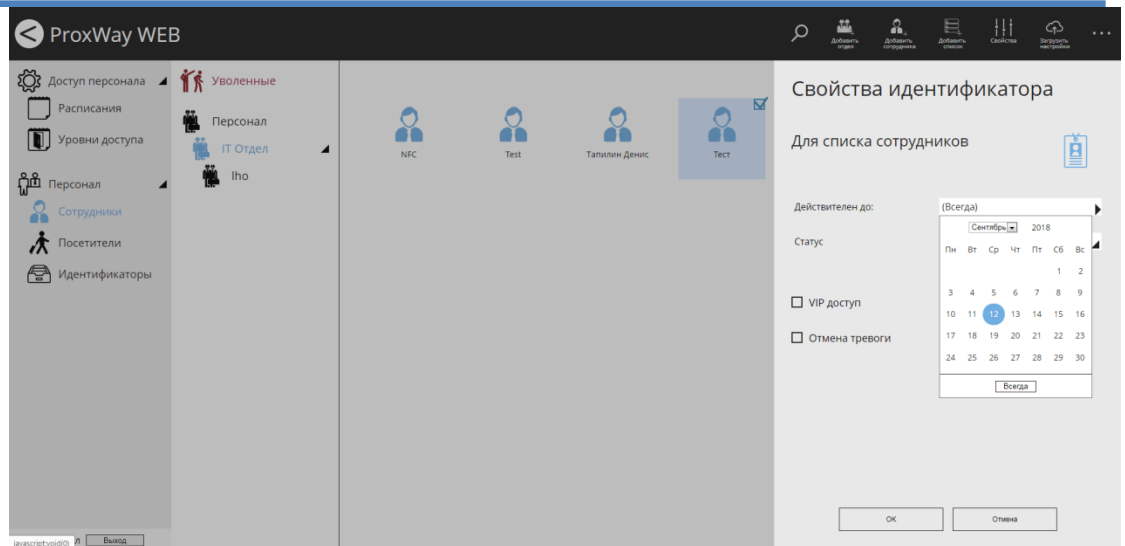 ProxWay WEB
Добавить отдел
Добавить сотрудника
Добавить список
Свойства
Загрузить настройки
Доступ персонала
Расписания
Уровни доступа
Персонал
Сотрудники
Посетители
Идентификаторы
javascript:void(0)
Выход
Уволенные
Персонал
IT Отдел
Iho
NFC
Test
Тапилин Денис
Тест
Свойства идентификатора
Для списка сотрудников
Действителен до:
(Всегда)
Сентябрь 2018
Пн Вт Ср Чт Пт Сб Вс
1 2
3 4 5 6 7 8 9
10 11 12 13 14 15 16
17 18 19 20 21 22 23
24 25 26 27 28 29 30
Всегда
Статус
VIP доступ
Отмена тревоги
OK
Отмена